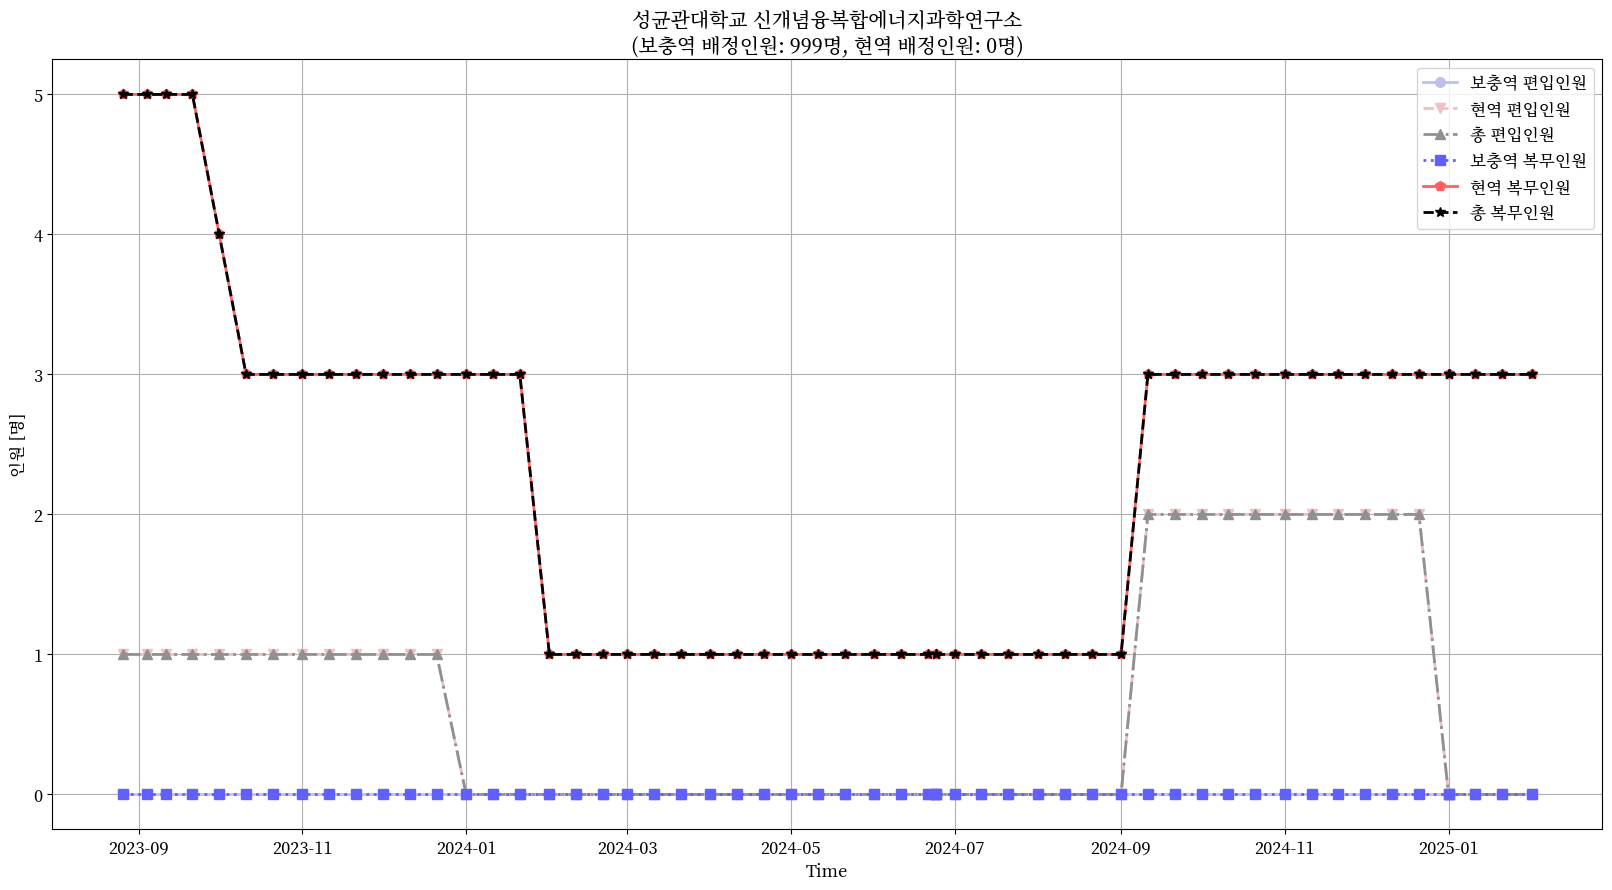 성균관대학교 신개념융복합에너지과학연구소
(보충역 배정인원: 999명, 현역 배정인원: 0명)
보충역 편입인원
현역 편입인원
총 편입인원
보충역 복무인원
현역 복무인원
총 복무인원
인원 [명]
5
4
3
2
1
0
2023-09 2023-11 2024-01 2024-03 2024-05 2024-07 2024-09 2024-11 2025-01
Time